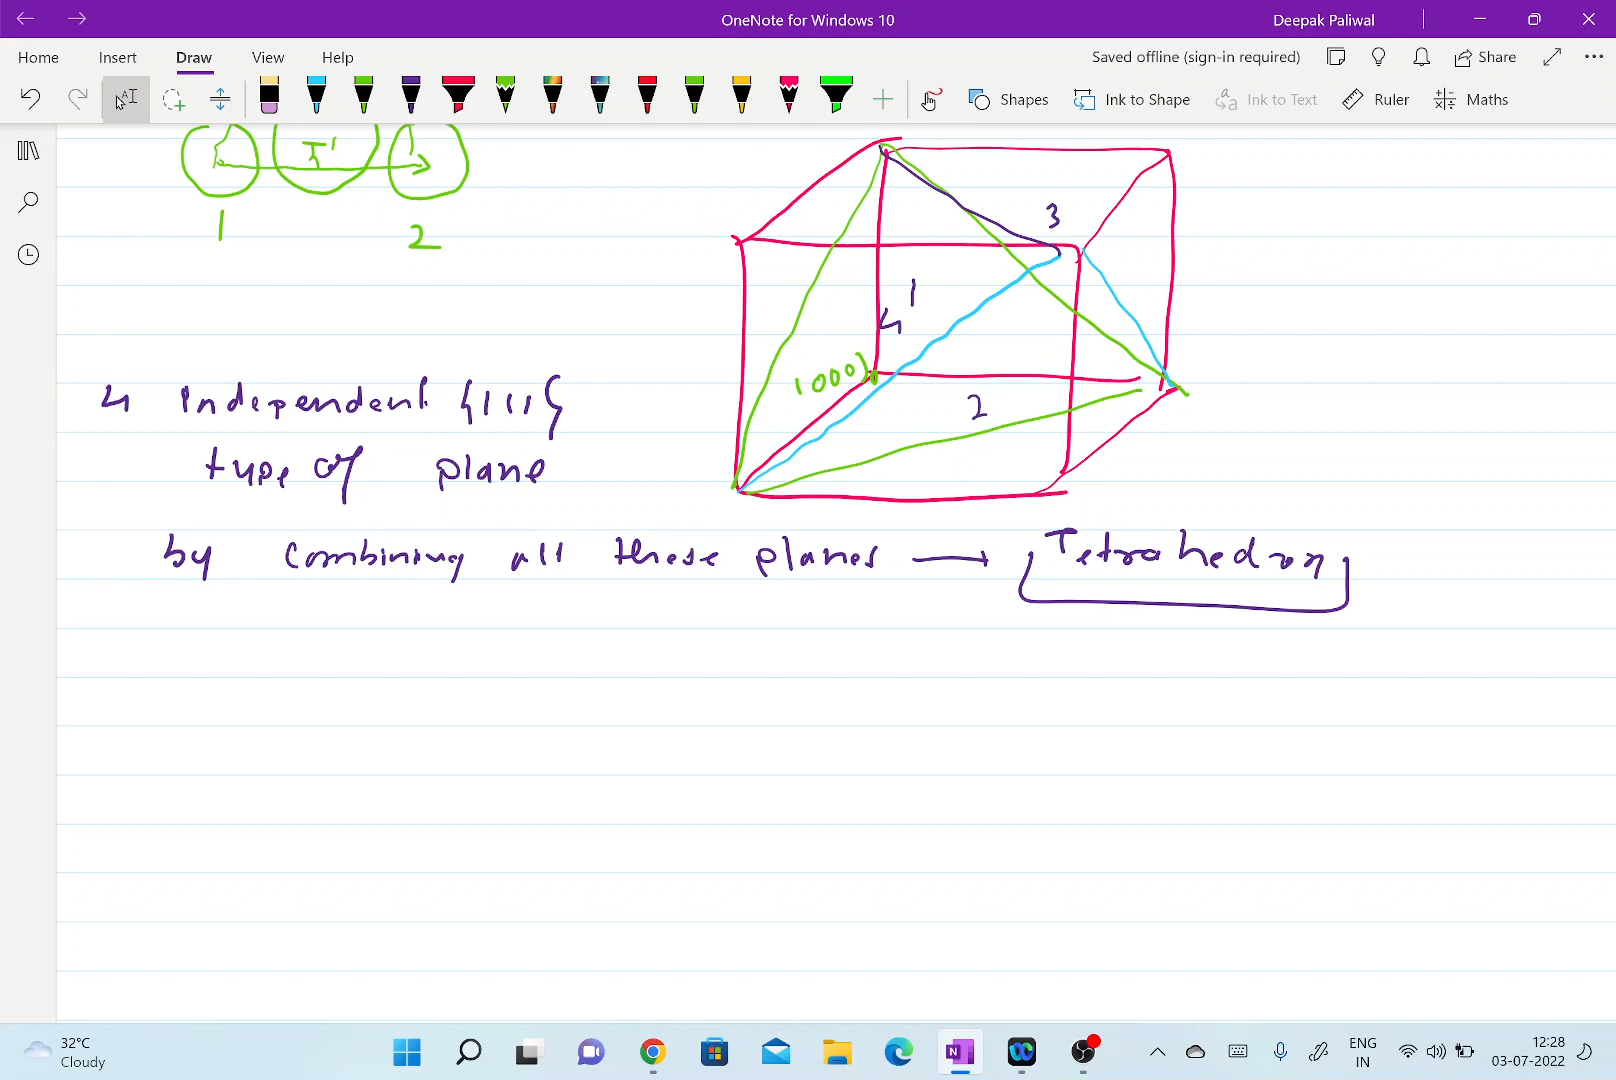 OneNote for Windows 10
Deepak Paliwal
Home Insert Draw View Help
Saved offline (sign-in required) Share
Shapes Ink to Shape Ink to Text Ruler Maths
1 2
3
1
4
1000)
2
4 Independent {111}
type of plane
by combining all these planes → Tetrahedron
32°C
Cloudy
ENG
IN
12:28
03-07-2022